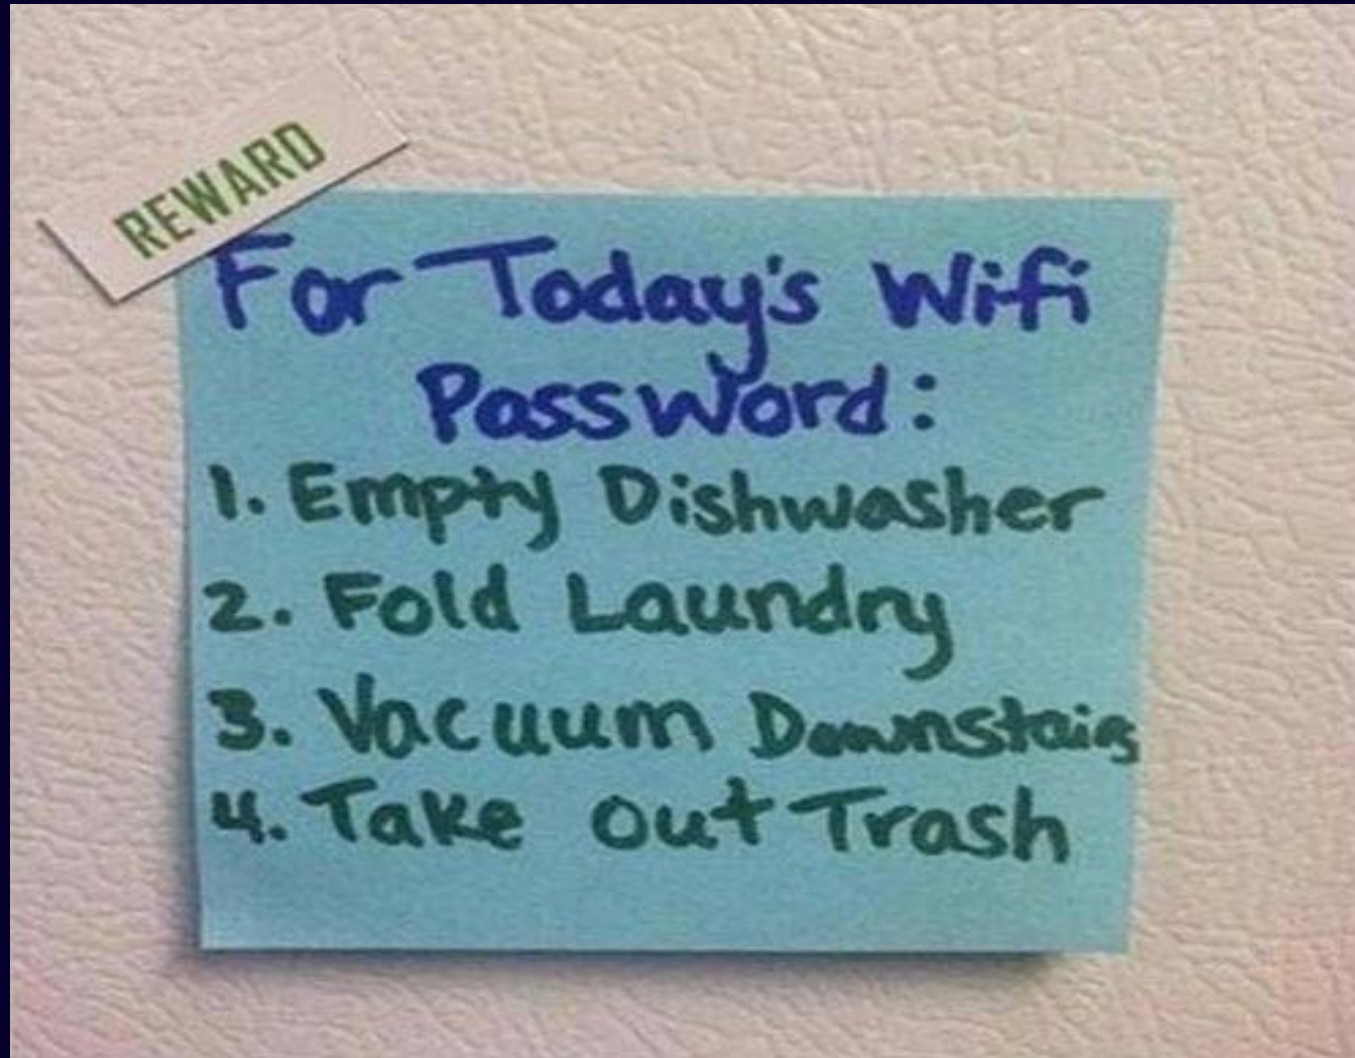 REWARD
For Today's Wifi
Password:
1. Empty Dishwasher
2. Fold Laundry
3. Vacuum Downstairs
4. Take out Trash